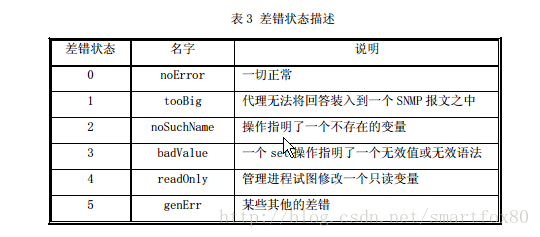 表 3 差错状态描述
差错状态 名字 说明
0 noError 一切正常
1 tooBig 代理无法将回答装入到一个 SNMP 报文之中
2 noSuchName 操作指明了一个不存在的变量
3 badValue 一个 set 操作指明了一个无效值或无效语法
4 readOnly 管理进程试图修改一个只读变量
5 genErr 某些其他的差错
http://blog.csdn.net/smartfox80